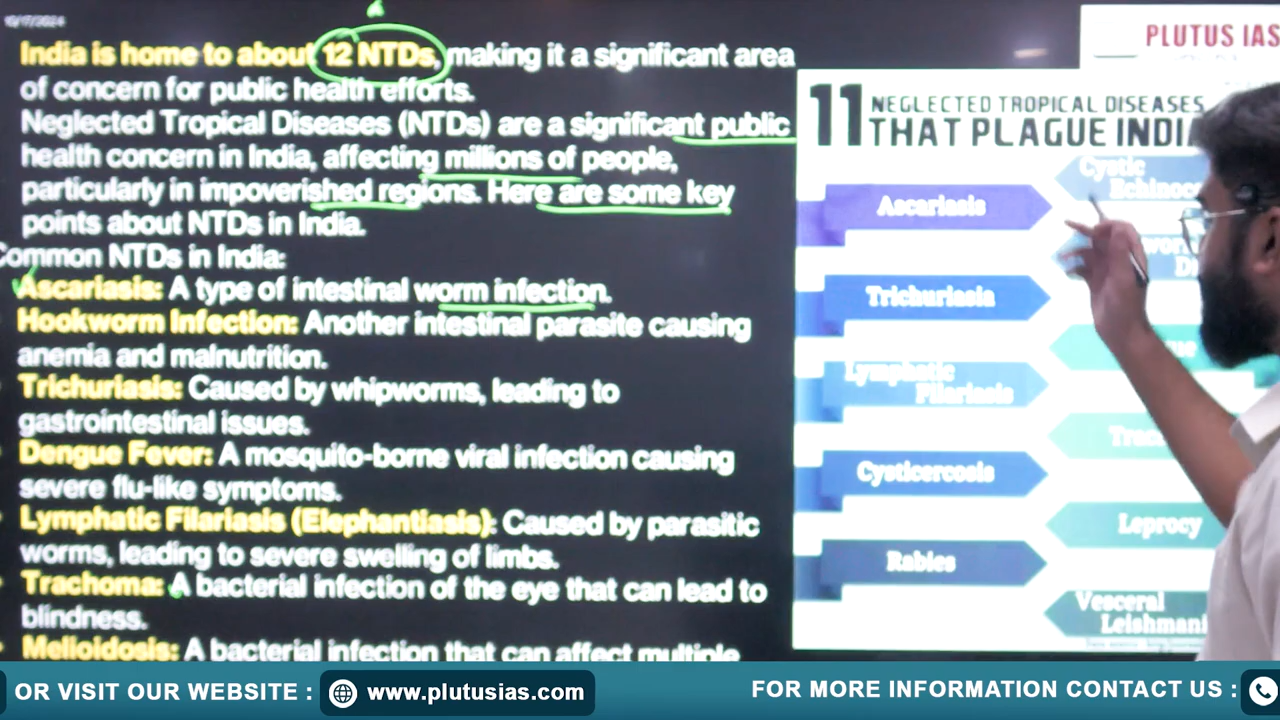 10/17/2024
India is home to about 12 NTDs, making it a significant area
of concern for public health efforts.
Neglected Tropical Diseases (NTDs) are a significant public
health concern in India, affecting millions of people,
particularly in impoverished regions. Here are some key
points about NTDs in India.
Common NTDs in India:
Ascariasis: A type of intestinal worm infection.
Hookworm Infection: Another intestinal parasite causing
anemia and malnutrition.
Trichuriasis: Caused by whipworms, leading to
gastrointestinal issues.
Dengue Fever: A mosquito-borne viral infection causing
severe flu-like symptoms.
Lymphatic Filariasis (Elephantiasis): Caused by parasitic
worms, leading to severe swelling of limbs.
Trachoma: A bacterial infection of the eye that can lead to
blindness.
Melioidosis: A bacterial infection that can affect multiple
PLUTUS IAS
11 NEGLECTED TROPICAL DISEASES
THAT PLAGUE INDIA
Ascariasis
Trichuriasia
Lymphatic
Filariasis
Cysticercosis
Rabies
Cystic
Leprocy
Vesceral
OR VISIT OUR WEBSITE :
www.plutusias.com
FOR MORE INFORMATION CONTACT US :